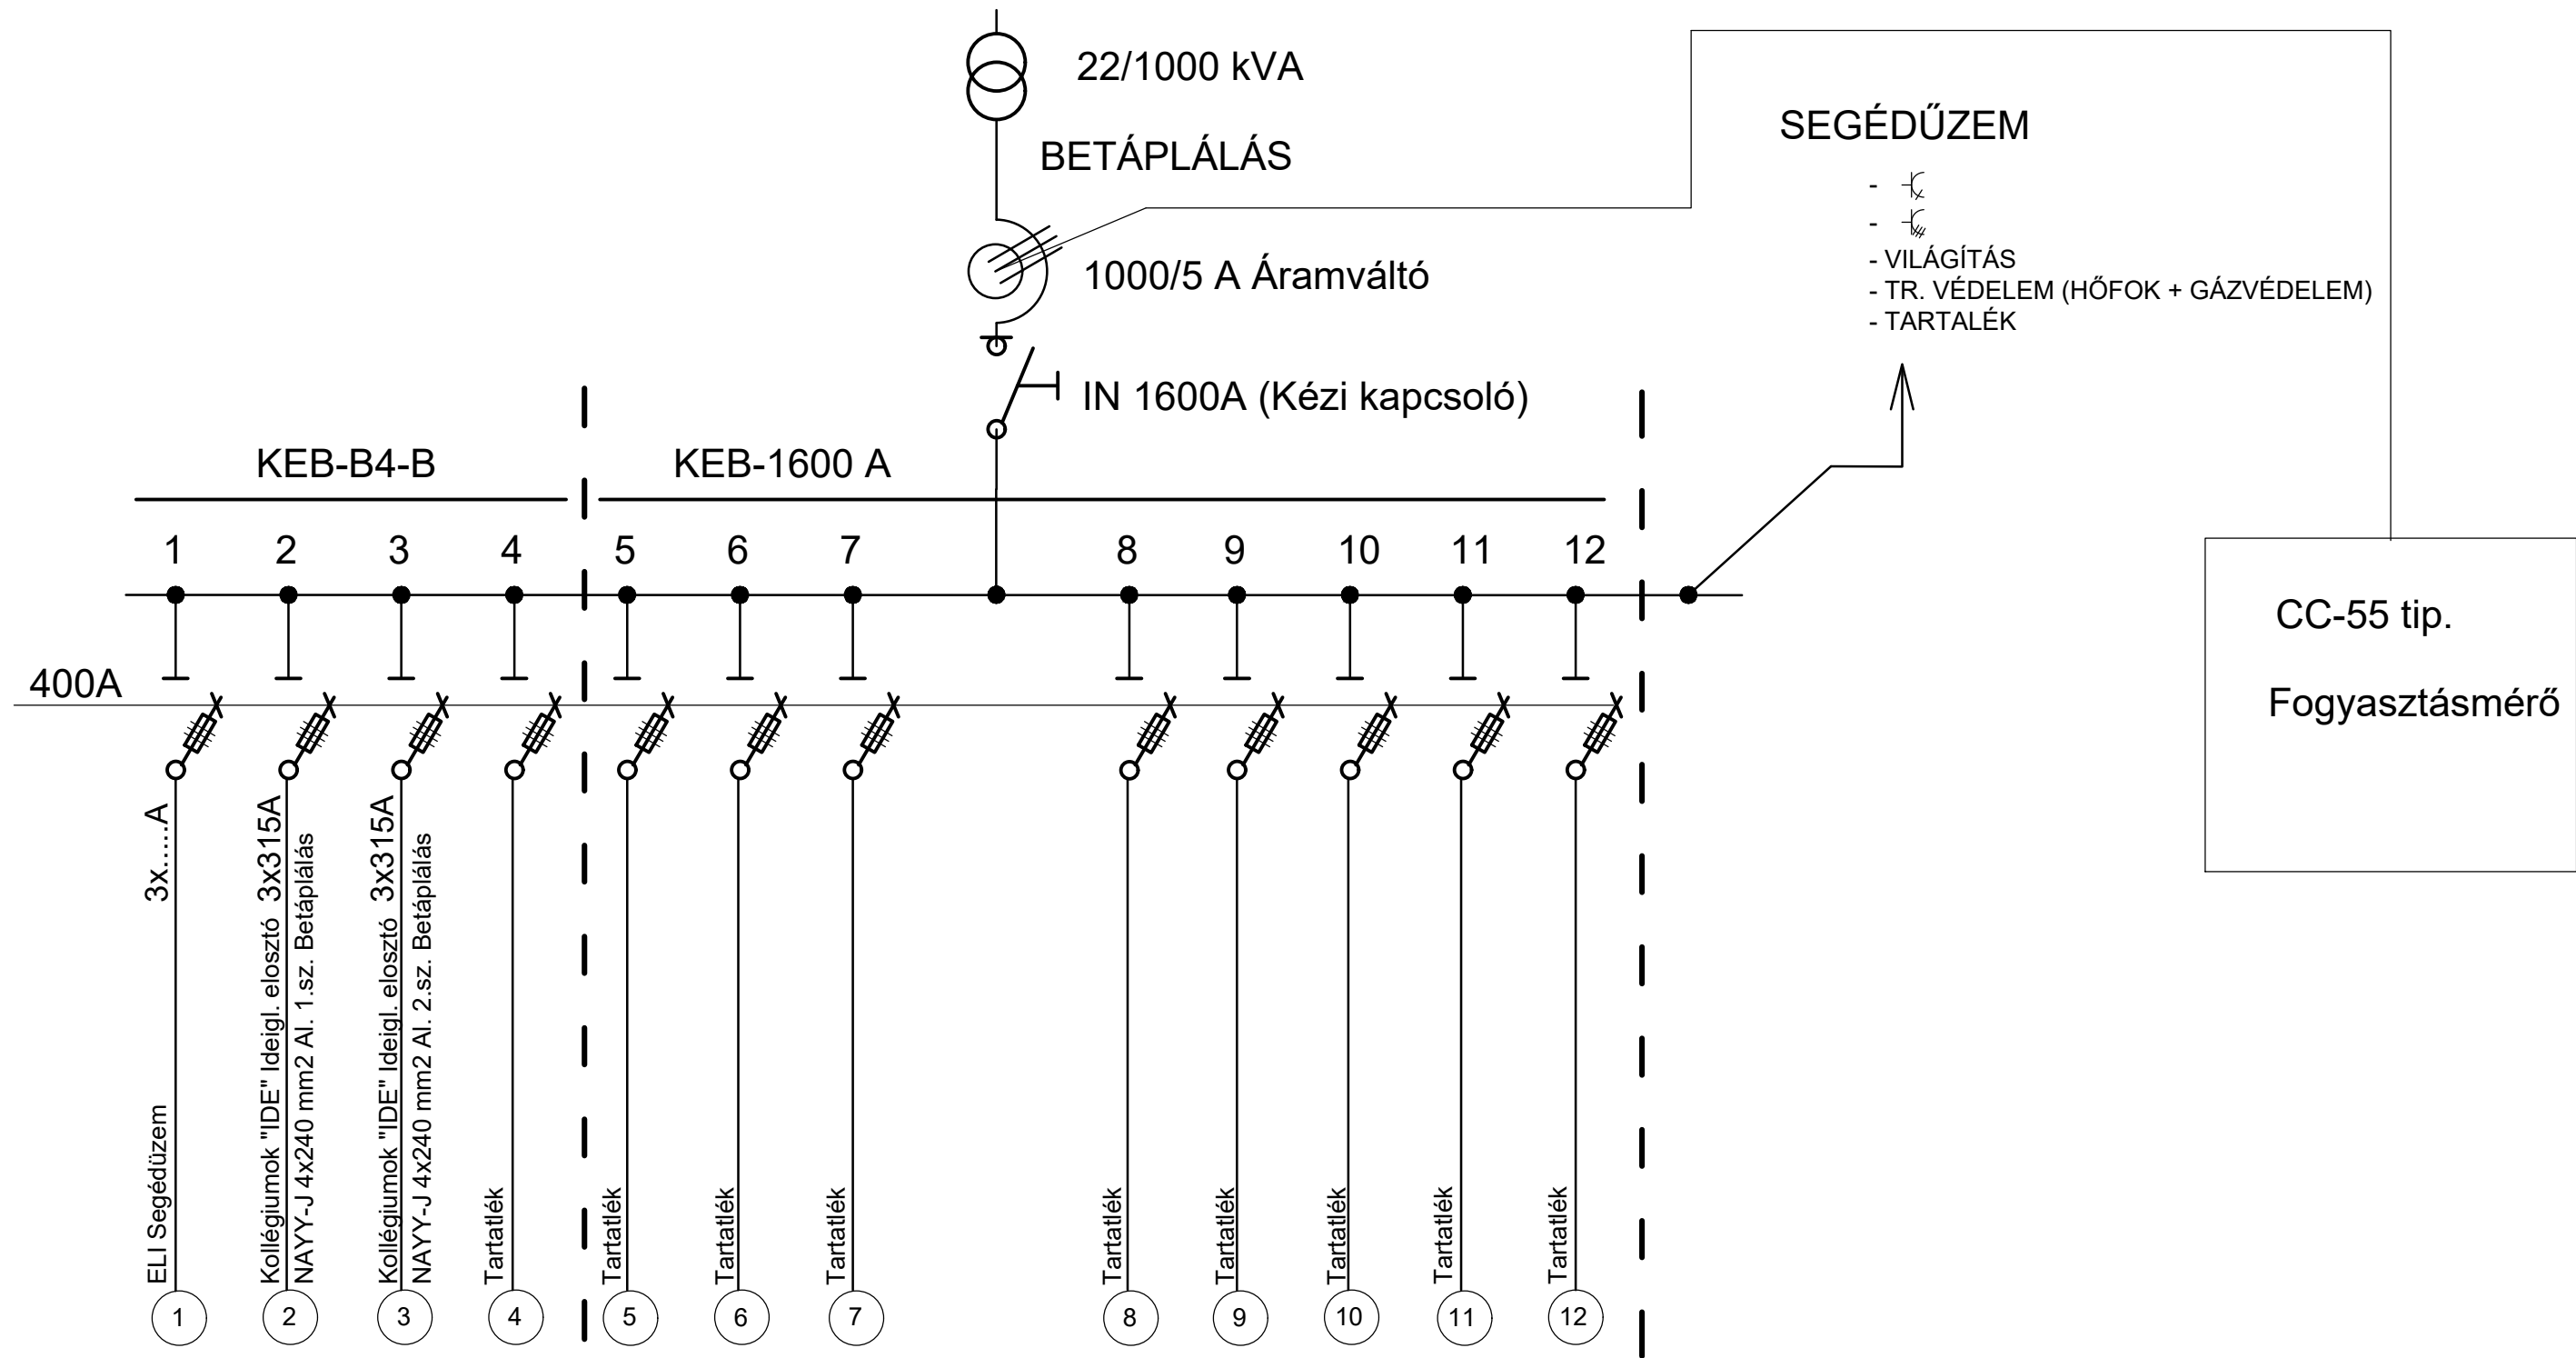 22/1000 kVA
BETÁPLÁLÁS
1000/5 A Áramváltó
IN 1600A (Kézi kapcsoló)
SEGÉDŰZEM
-
-
- VILÁGÍTÁS
- TR. VÉDELEM (HŐFOK + GÁZVÉDELEM)
- TARTALÉK
KEB-B4-B
KEB-1600 A
1 2 3 4 5 6 7 8 9 10 11 12
CC-55 tip.
Fogyasztásmérő
400A
ELI Segédüzem 3x.....A
Kollégiumok "IDE" Ideigl. elosztó 3x315A
NAYY-J 4x240 mm2 Al. 1.sz. Betáplálás
Kollégiumok "IDE" Ideigl. elosztó 3x315A
NAYY-J 4x240 mm2 Al. 2.sz. Betáplálás
Tartatlék
Tartatlék
Tartatlék
Tartatlék
Tartatlék
Tartatlék
Tartatlék
Tartatlék
Tartatlék
1 2 3 4 5 6 7 8 9 10 11 12